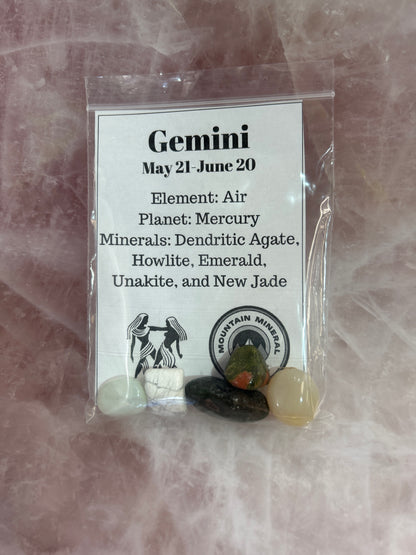 Gemini
May 21-June 20
Element: Air
Planet: Mercury
Minerals: Dendritic Agate,
Howlite, Emerald,
Unakite, and New Jade
MOUNTAIN MINERAL